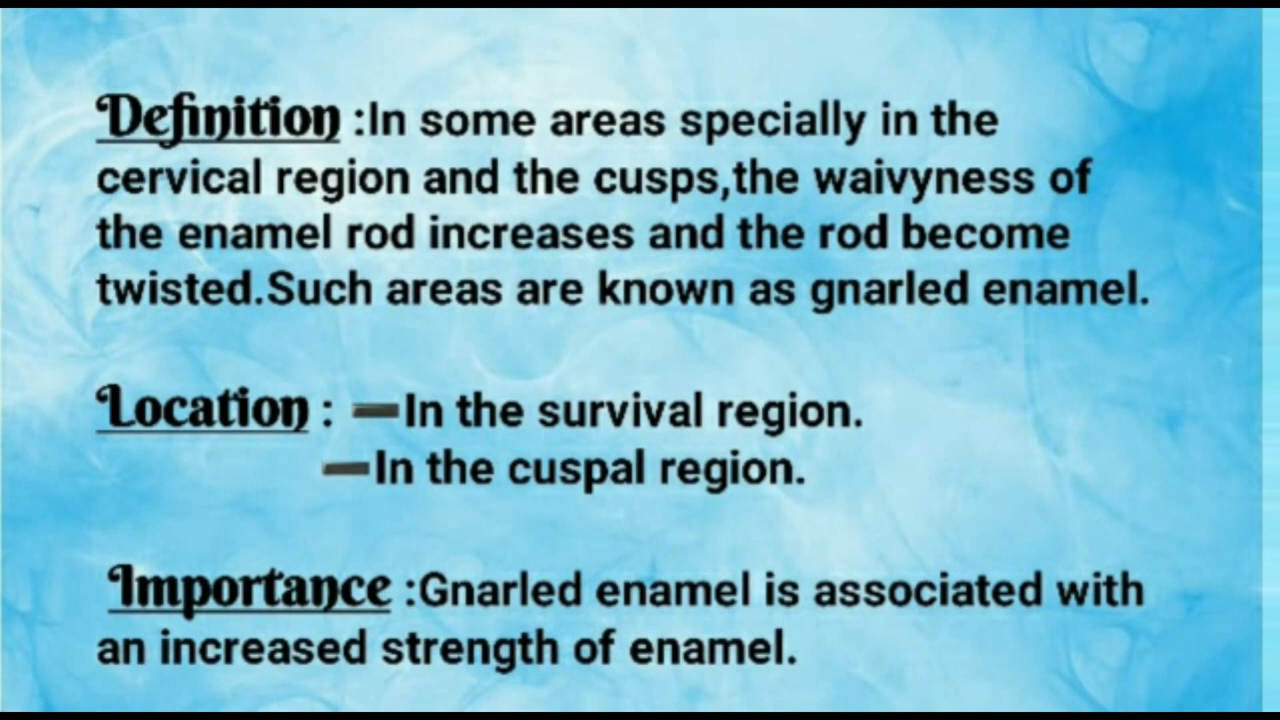 Definition :In some areas specially in the
cervical region and the cusps,the waivyness of
the enamel rod increases and the rod become
twisted.Such areas are known as gnarled enamel.
Location : ➖In the survival region.
➖In the cuspal region.
Importance :Gnarled enamel is associated with
an increased strength of enamel.